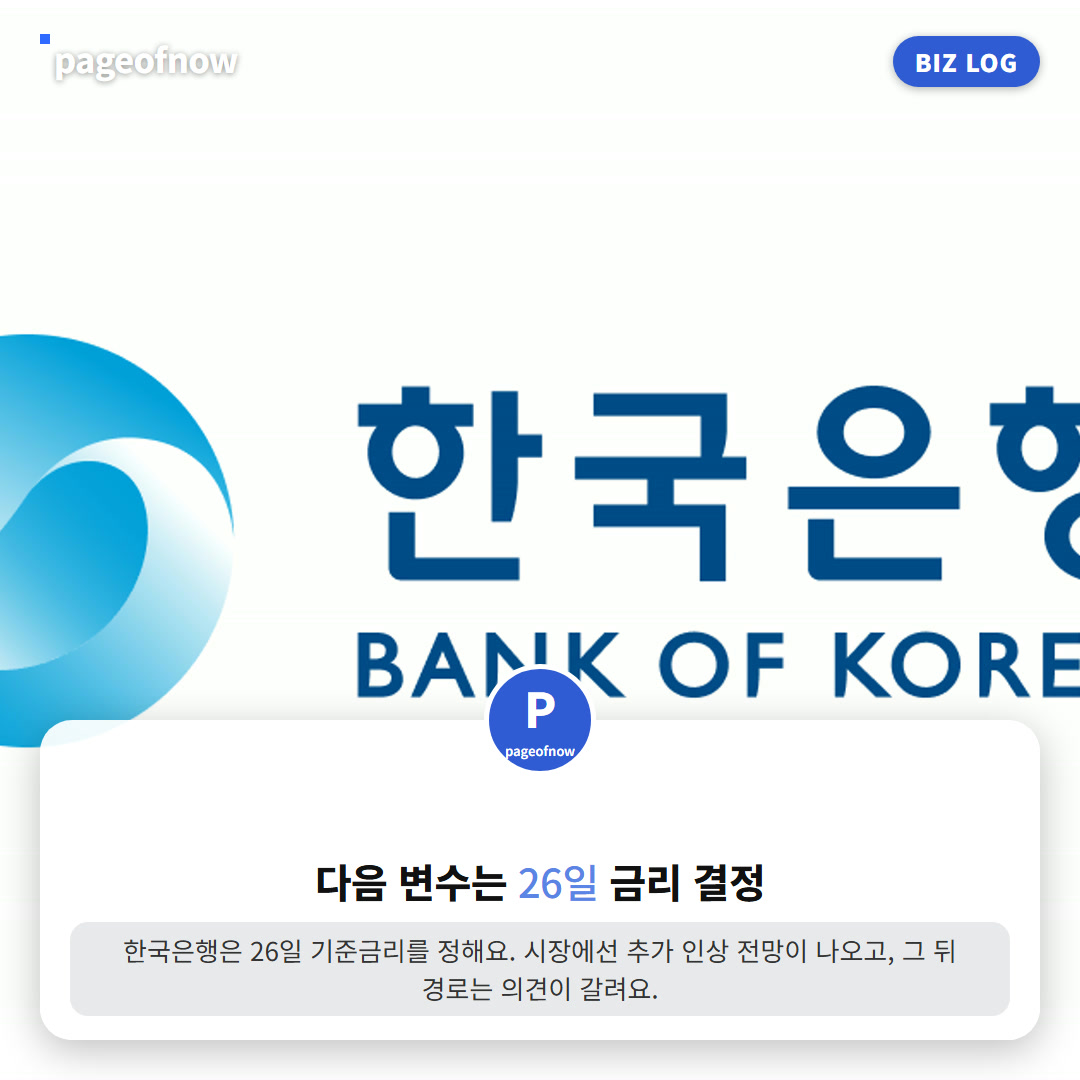 pageofnow
BIZ LOG
한국은행
BANK OF KORE
P
pageofnow
다음 변수는 26일 금리 결정
한국은행은 26일 기준금리를 정해요. 시장에선 추가 인상 전망이 나오고, 그 뒤
경로는 의견이 갈려요.